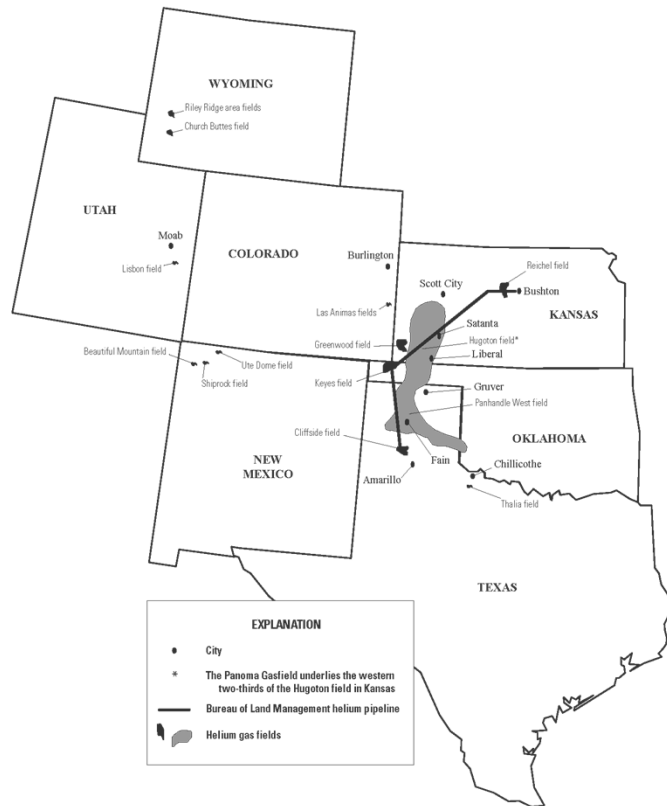 WYOMING
Riley Ridge area fields
Church Buttes field
UTAH
Moab
Lisbon field
COLORADO
Burlington
Las Animas fields
Scott City
Reichel field
Bushton
KANSAS
Satanta
Greenwood field
Hugoton field*
Liberal
Keyes field
Beautiful Mountain field
Ute Dome field
Shiprock field
Gruver
Panhandle West field
Cliffside field
OKLAHOMA
NEW
MEXICO
Fain
Amarillo
Chillicothe
Thalia field
TEXAS
EXPLANATION
City
* The Panoma Gasfield underlies the western
two-thirds of the Hugoton field in Kansas
Bureau of Land Management helium pipeline
Helium gas fields